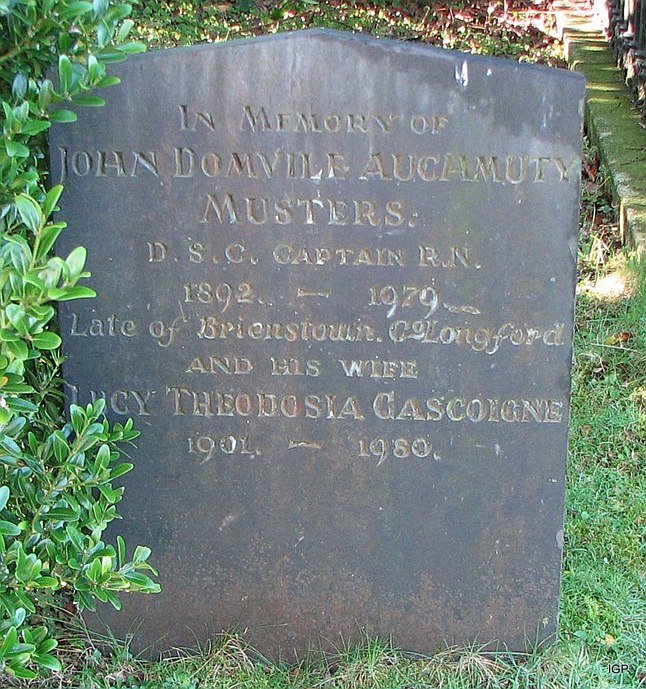 In Memory of
John Domvile Auchmuty
Musters.
D.S.C. Captain R.N.
1892. — 1979
Late of Brienstown. Co Longford
and his wife
Lucy Theodosia Gascoigne
1901. — 1980.
IGP